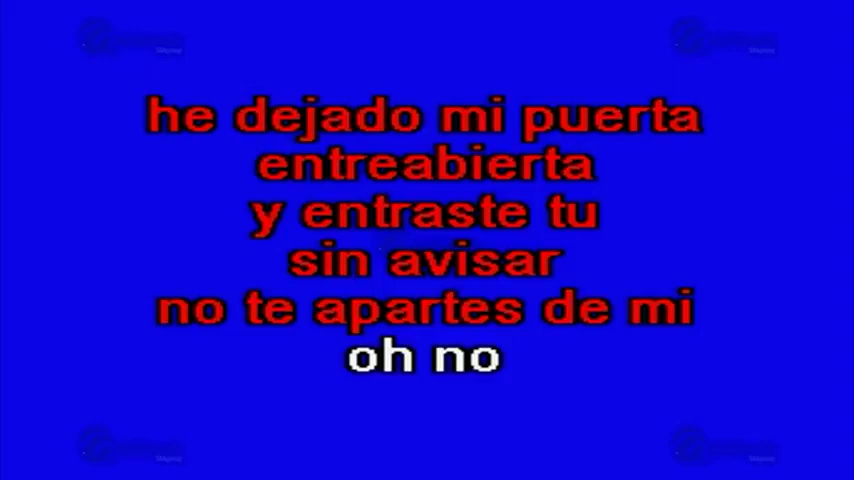 he dejado mi puerta
entreabierta
y entraste tu
sin avisar
no te apartes de mi
oh no